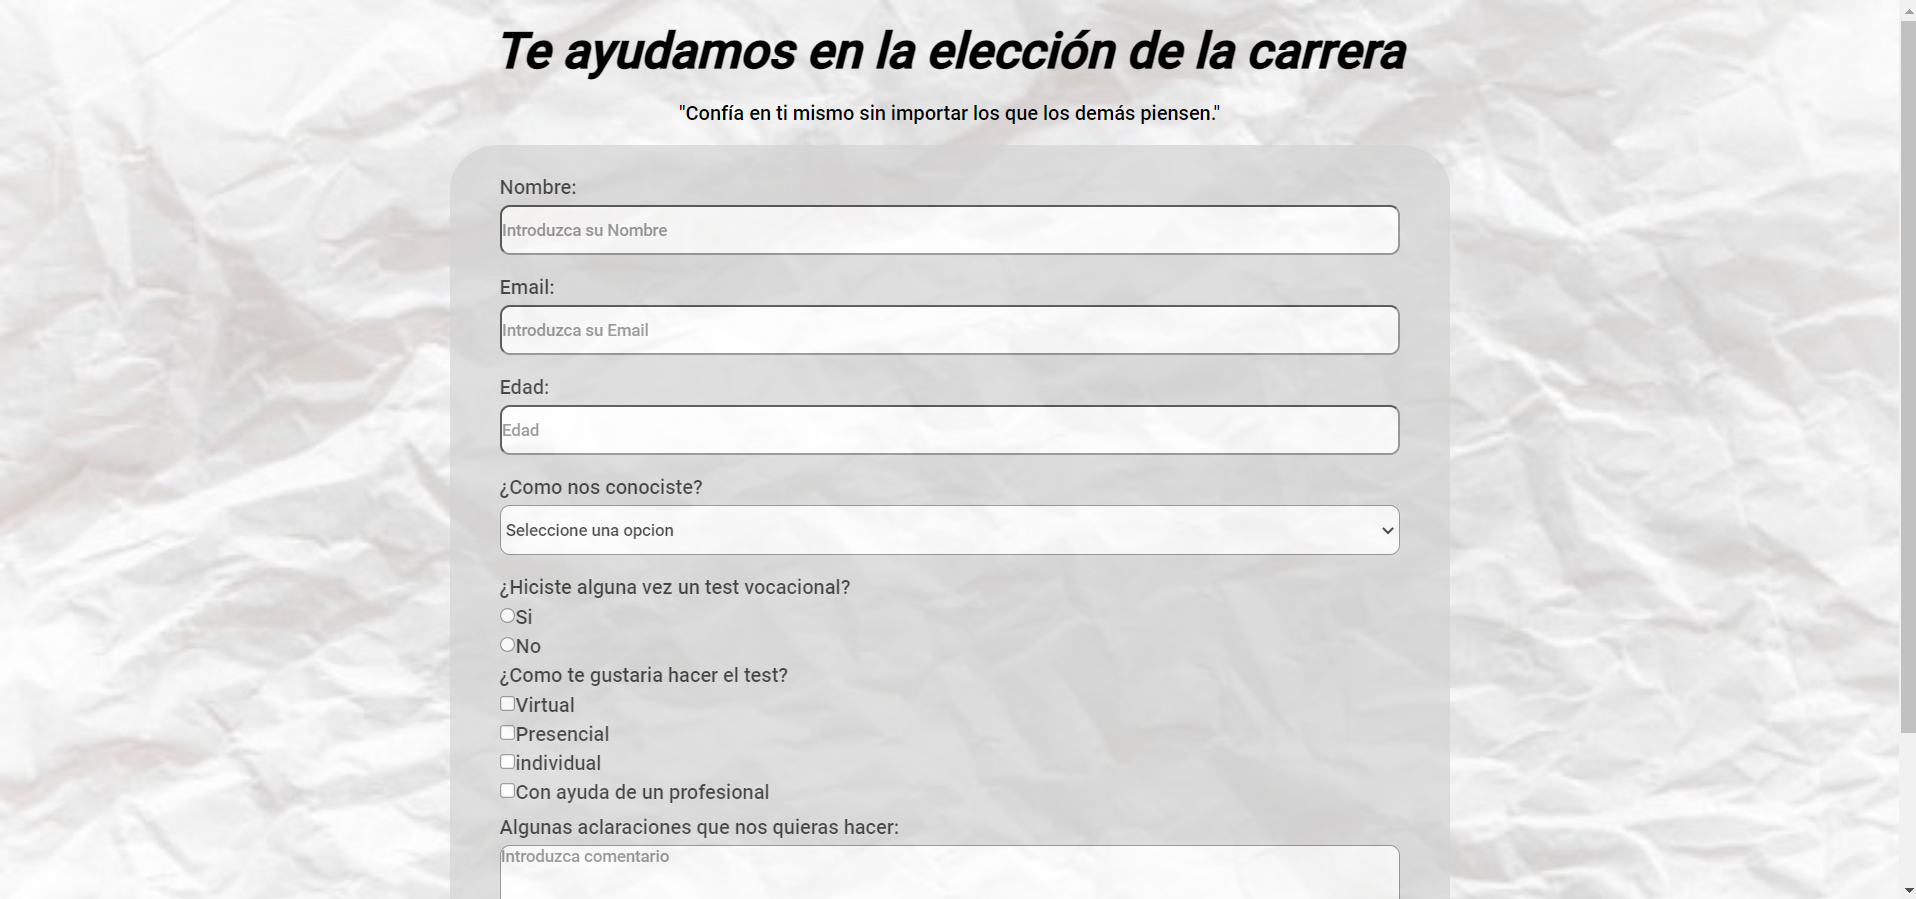 Te ayudamos en la elección de la carrera
"Confía en ti mismo sin importar los que los demás piensen."
Nombre:
Introduzca su Nombre
Email:
Introduzca su Email
Edad:
Edad
¿Como nos conociste?
Seleccione una opcion
¿Hiciste alguna vez un test vocacional?
Si
No
¿Como te gustaria hacer el test?
Virtual
Presencial
individual
Con ayuda de un profesional
Algunas aclaraciones que nos quieras hacer:
Introduzca comentario